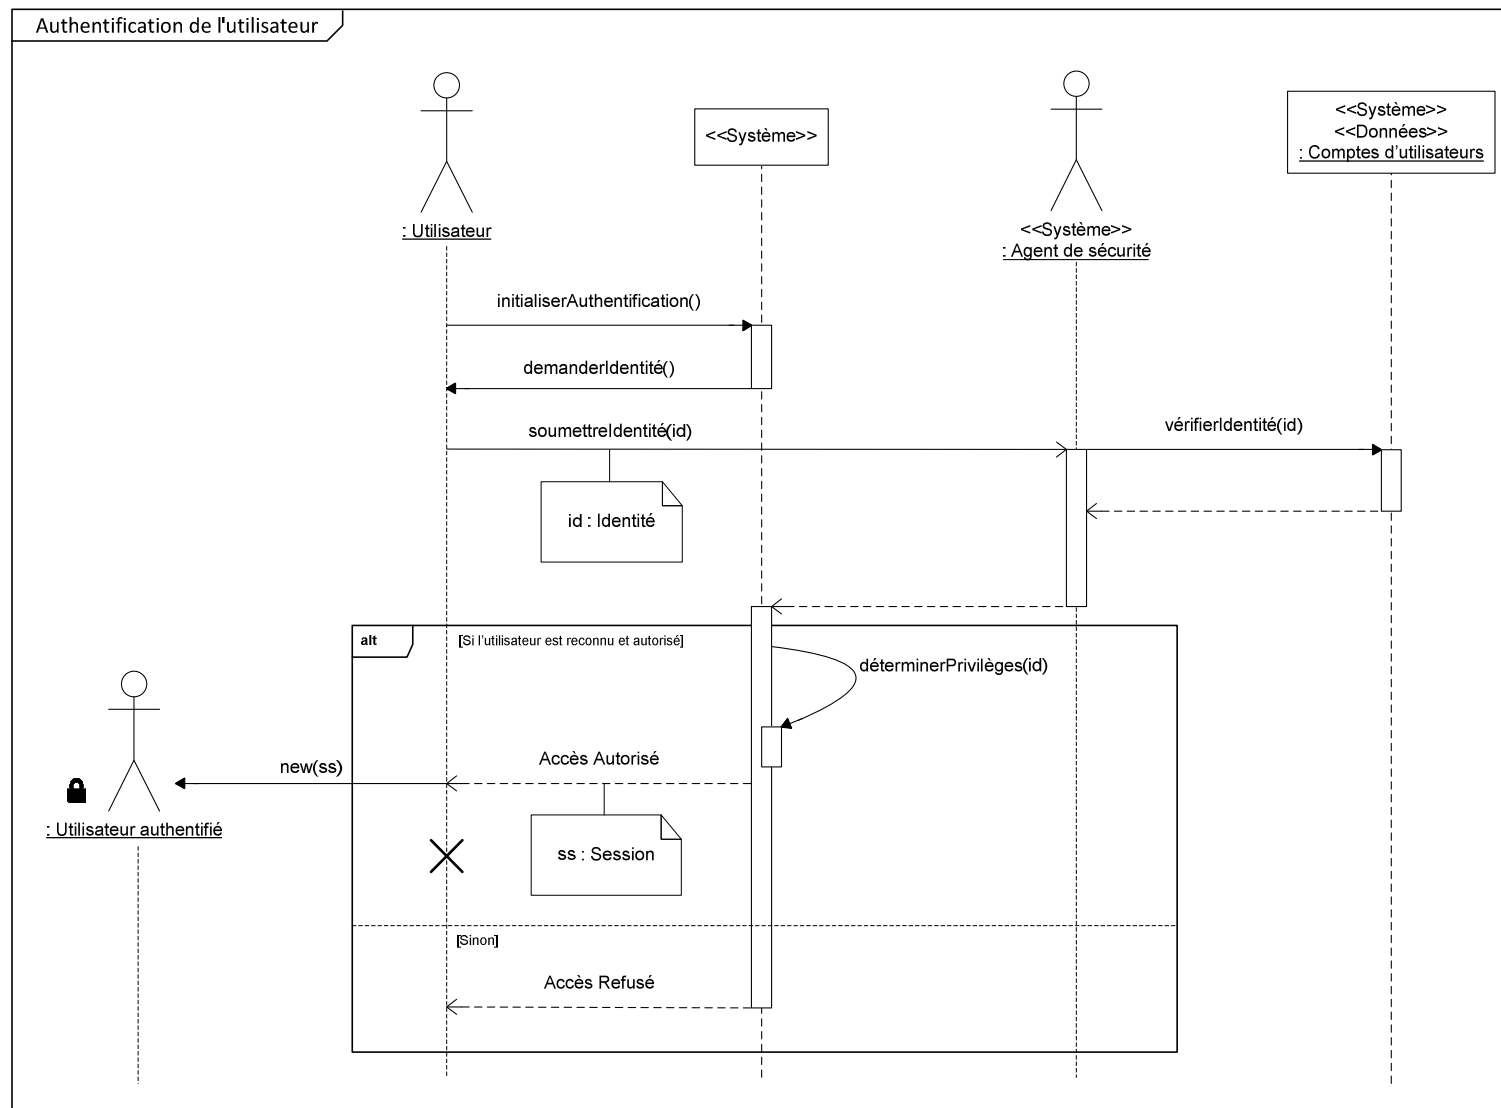 Authentification de l'utilisateur
<<Système>>
<<Système>>
<<Données>>
: Comptes d'utilisateurs
: Utilisateur
<<Système>>
: Agent de sécurité
initialiserAuthentification()
demanderIdentité()
soumettreIdentité(id)
vérifierIdentité(id)
id : Identité
alt
[Si l'utilisateur est reconnu et autorisé]
déterminerPrivilèges(id)
Accès Autorisé
new(ss)
: Utilisateur authentifié
ss : Session
[Sinon]
Accès Refusé